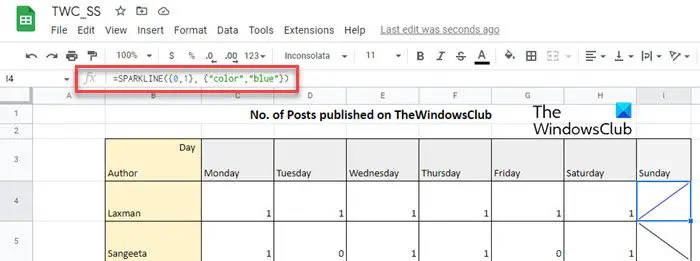 TWC_SS
File Edit View Insert Format Data Tools Extensions Help Last edit was seconds ago
100% $ % .0 .00 123 Inconsolata 11 B I S A
I4 fx =SPARKLINE({0,1}, {"color","blue"})
A B C D E F G H I
1 No. of Posts published on TheWindowsClub
The
WindowsClub
2
Day
3 Author Monday Tuesday Wednesday Thursday Friday Saturday Sunday
4 Laxman 1 1 1 1 1 1
5 Sangeeta 1 0 1 1 0 1